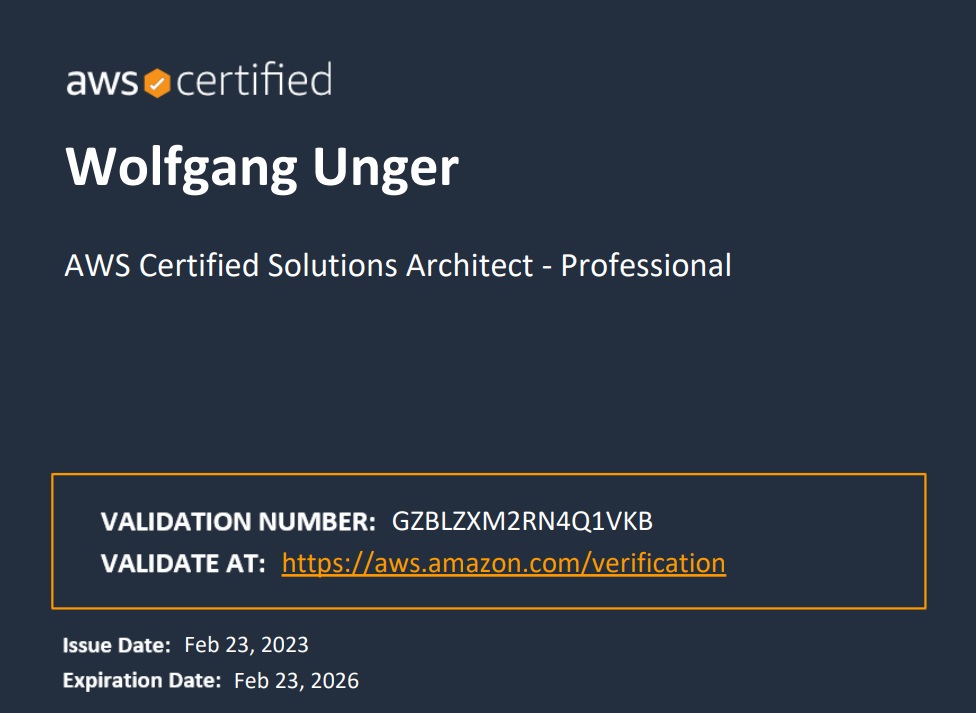 aws certified
Wolfgang Unger
AWS Certified Solutions Architect - Professional
VALIDATION NUMBER: GZBLZXM2RN4Q1VKB
VALIDATE AT: https://aws.amazon.com/verification
Issue Date: Feb 23, 2023
Expiration Date: Feb 23, 2026